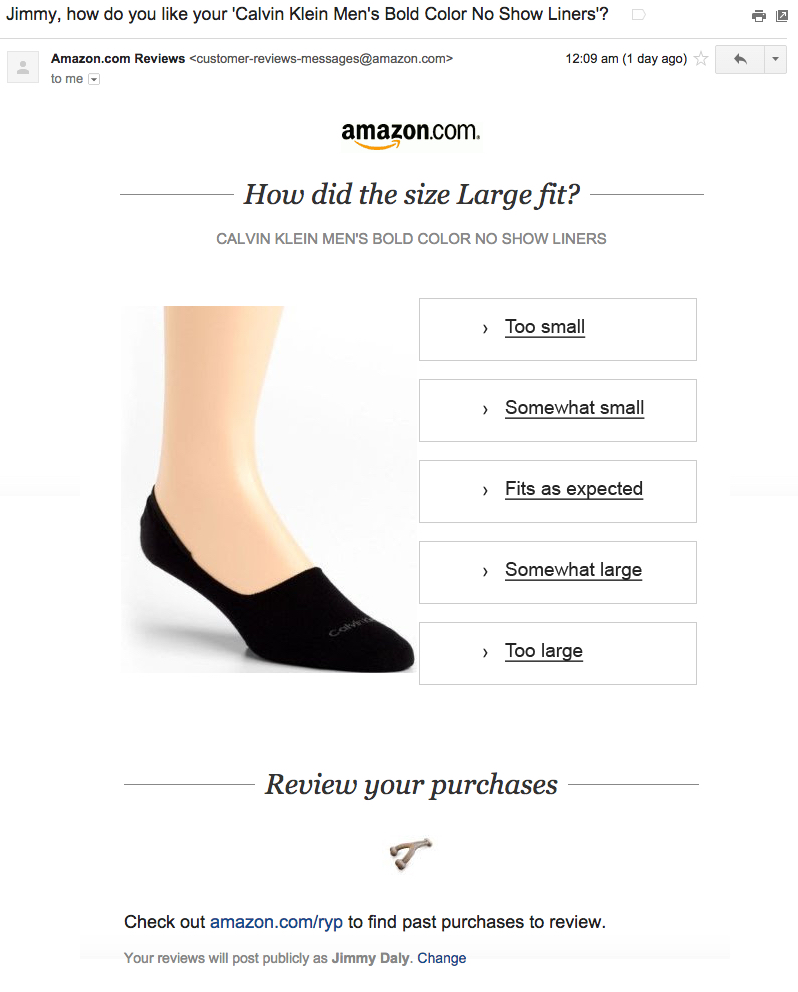 Jimmy, how do you like your 'Calvin Klein Men's Bold Color No Show Liners'?
Amazon.com Reviews <customer-reviews-messages@amazon.com>
12:09 am (1 day ago)
to me
amazon.com.
How did the size Large fit?
CALVIN KLEIN MEN'S BOLD COLOR NO SHOW LINERS
› Too small
› Somewhat small
› Fits as expected
› Somewhat large
› Too large
Review your purchases
Check out amazon.com/ryp to find past purchases to review.
Your reviews will post publicly as Jimmy Daly. Change